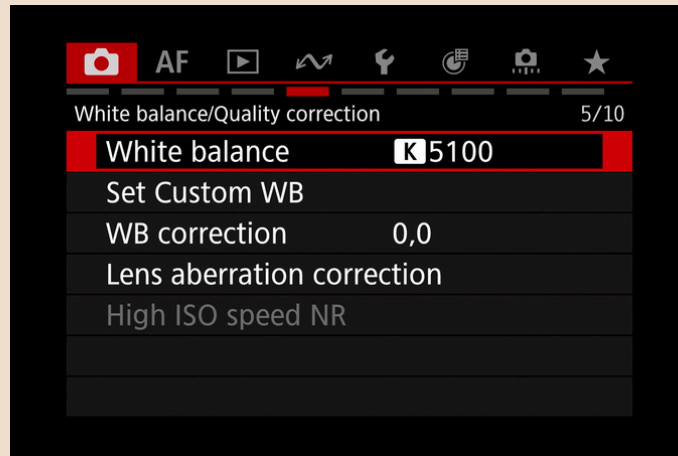 AF
White balance/Quality correction 5/10
White balance K 5100
Set Custom WB
WB correction 0,0
Lens aberration correction
High ISO speed NR